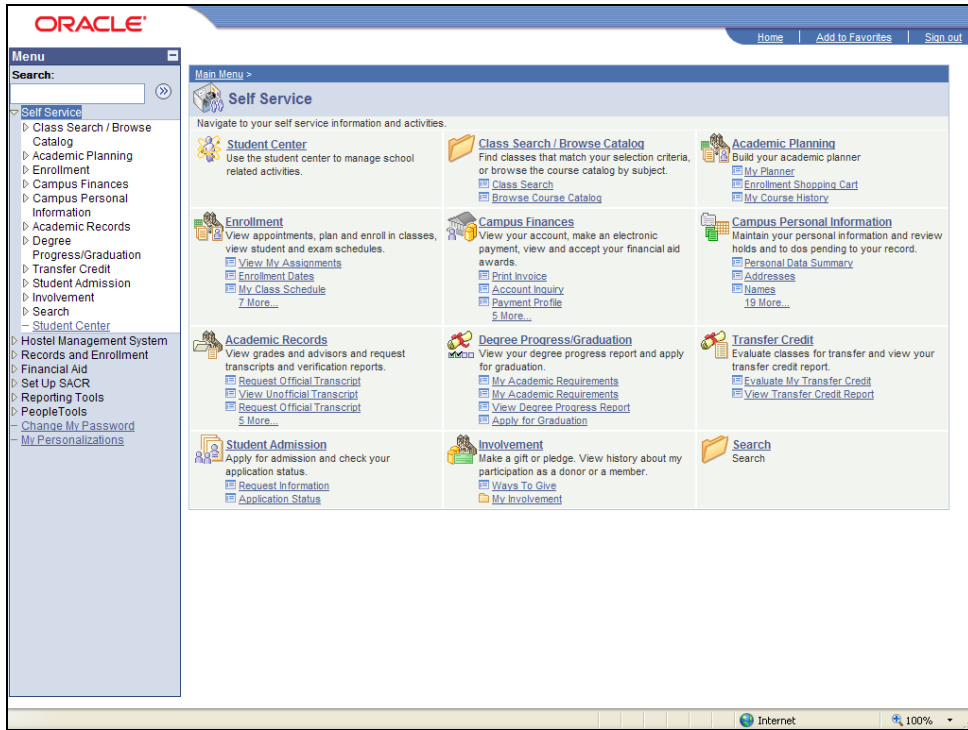 ORACLE
Home
Add to Favorites
Sign out
Menu
Search:
Self Service
Class Search / Browse
Catalog
Academic Planning
Enrollment
Campus Finances
Campus Personal
Information
Academic Records
Degree
Progress/Graduation
Transfer Credit
Student Admission
Involvement
Search
Student Center
Hostel Management System
Records and Enrollment
Financial Aid
Set Up SACR
Reporting Tools
PeopleTools
Change My Password
My Personalizations
Main Menu >
Self Service
Navigate to your self service information and activities.
Student Center
Use the student center to manage school
related activities.
Class Search / Browse Catalog
Find classes that match your selection criteria,
or browse the course catalog by subject.
Class Search
Browse Course Catalog
Academic Planning
Build your academic planner
My Planner
Enrollment Shopping Cart
My Course History
Enrollment
View appointments, plan and enroll in classes,
view student and exam schedules.
View My Assignments
Enrollment Dates
My Class Schedule
7 More...
Campus Finances
View your account, make an electronic
payment, view and accept your financial aid
awards.
Print Invoice
Account Inquiry
Payment Profile
5 More...
Campus Personal Information
Maintain your personal information and review
holds and to dos pending to your record.
Personal Data Summary
Addresses
Names
19 More...
Academic Records
View grades and advisors and request
transcripts and verification reports.
Request Official Transcript
View Unofficial Transcript
Request Official Transcript
5 More...
Degree Progress/Graduation
View your degree progress report and apply
for graduation.
My Academic Requirements
My Academic Requirements
View Degree Progress Report
Apply for Graduation
Transfer Credit
Evaluate classes for transfer and view your
transfer credit report.
Evaluate My Transfer Credit
View Transfer Credit Report
Student Admission
Apply for admission and check your
application status.
Request Information
Application Status
Involvement
Make a gift or pledge. View history about my
participation as a donor or a member.
Ways To Give
My Involvement
Search
Search
Internet
100%